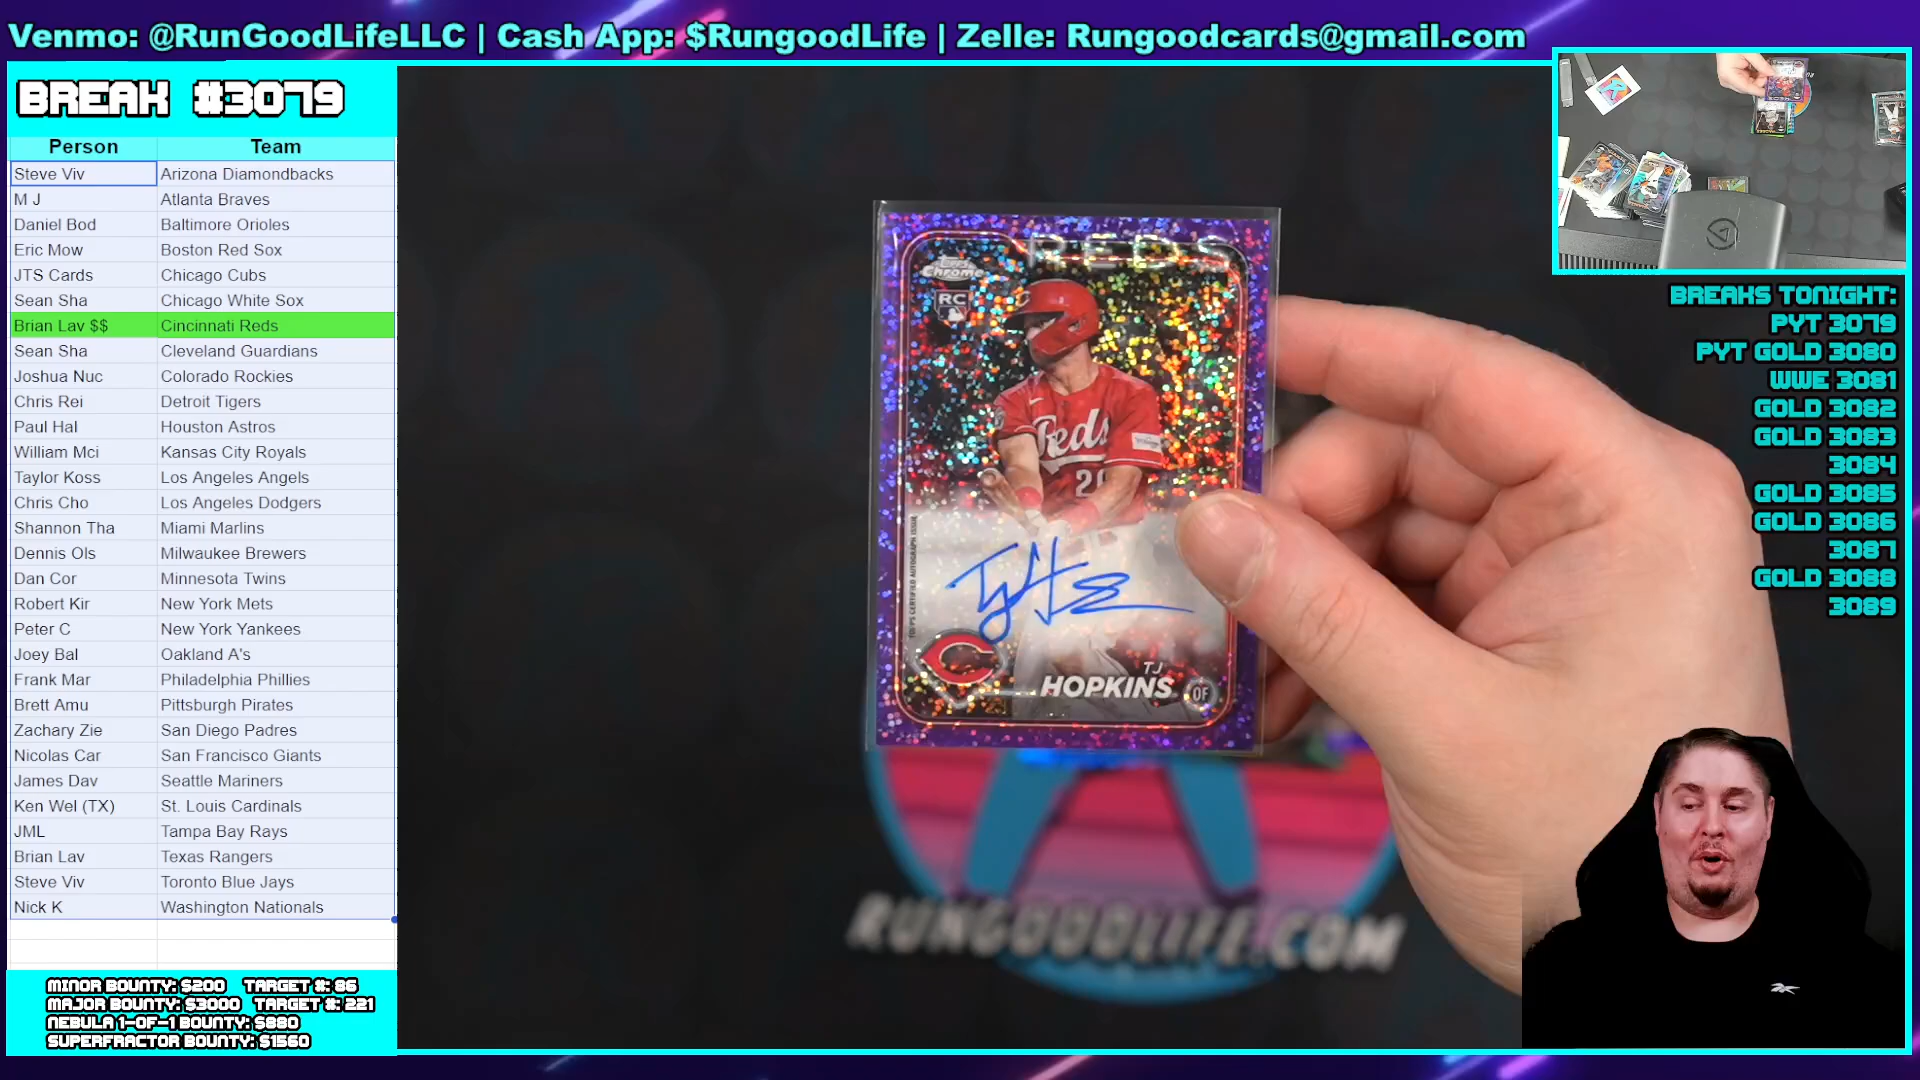 Venmo: @RunGoodLifeLLC | Cash App: $RungoodLife | Zelle: Rungoodcards@gmail.com
BREAK #3079
Person Team
Steve Viv Arizona Diamondbacks
M J Atlanta Braves
Daniel Bod Baltimore Orioles
Eric Mow Boston Red Sox
JTS Cards Chicago Cubs
Sean Sha Chicago White Sox
Brian Lav $$ Cincinnati Reds
Sean Sha Cleveland Guardians
Joshua Nuc Colorado Rockies
Chris Rei Detroit Tigers
Paul Hal Houston Astros
William Mci Kansas City Royals
Taylor Koss Los Angeles Angels
Chris Cho Los Angeles Dodgers
Shannon Tha Miami Marlins
Dennis Ols Milwaukee Brewers
Dan Cor Minnesota Twins
Robert Kir New York Mets
Peter C New York Yankees
Joey Bal Oakland A's
Frank Mar Philadelphia Phillies
Brett Amu Pittsburgh Pirates
Zachary Zie San Diego Padres
Nicolas Car San Francisco Giants
James Dav Seattle Mariners
Ken Wel (TX) St. Louis Cardinals
JML Tampa Bay Rays
Brian Lav Texas Rangers
Steve Viv Toronto Blue Jays
Nick K Washington Nationals
MINOR BOUNTY: $200 TARGET #: 86
MAJOR BOUNTY: $3000 TARGET #: 221
NEBULA 1-OF-1 BOUNTY: $880
SUPERFRACTOR BOUNTY: $1560
REDS
Topps
Chrome
RC
Reds
TOPPS CERTIFIED AUTOGRAPH ISSUE
TJ
HOPKINS
OF
RUNGOODLIFE.COM
BREAKS TONIGHT:
PYT 3079
PYT GOLD 3080
WWE 3081
GOLD 3082
GOLD 3083
3084
GOLD 3085
GOLD 3086
3087
GOLD 3088
3089